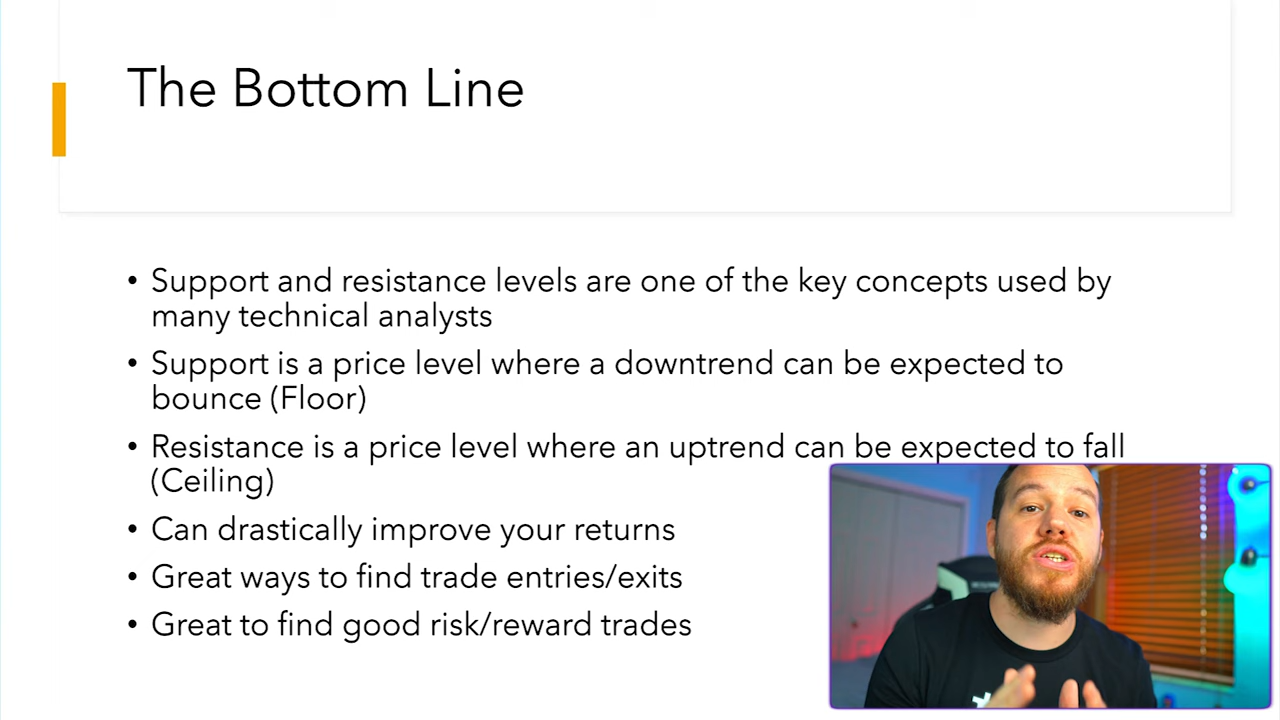 The Bottom Line
• Support and resistance levels are one of the key concepts used by
many technical analysts
• Support is a price level where a downtrend can be expected to
bounce (Floor)
• Resistance is a price level where an uptrend can be expected to fall
(Ceiling)
• Can drastically improve your returns
• Great ways to find trade entries/exits
• Great to find good risk/reward trades